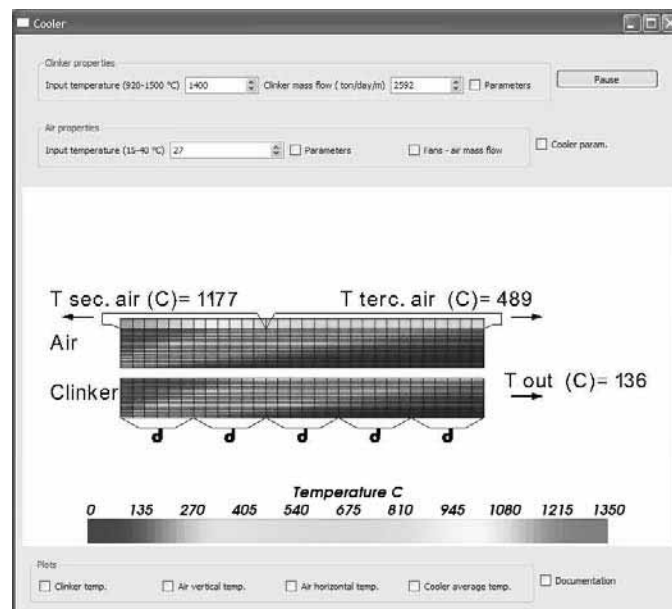 Cooler
Clinker properties
Input temperature (920-1500 °C) 1400 Clinker mass flow ( ton/day/m) 2592 Parameters
Pause
Air properties
Input temperature (15-40 °C) 27 Parameters Fans - air mass flow
Cooler param.
T sec. air (C)= 1177 T terc. air (C)= 489
Air
Clinker
T out (C)= 136
d d d d d
Temperature C
0 135 270 405 540 675 810 945 1080 1215 1350
Plots
Clinker temp. Air vertical temp. Air horizontal temp. Cooler average temp. Documentation